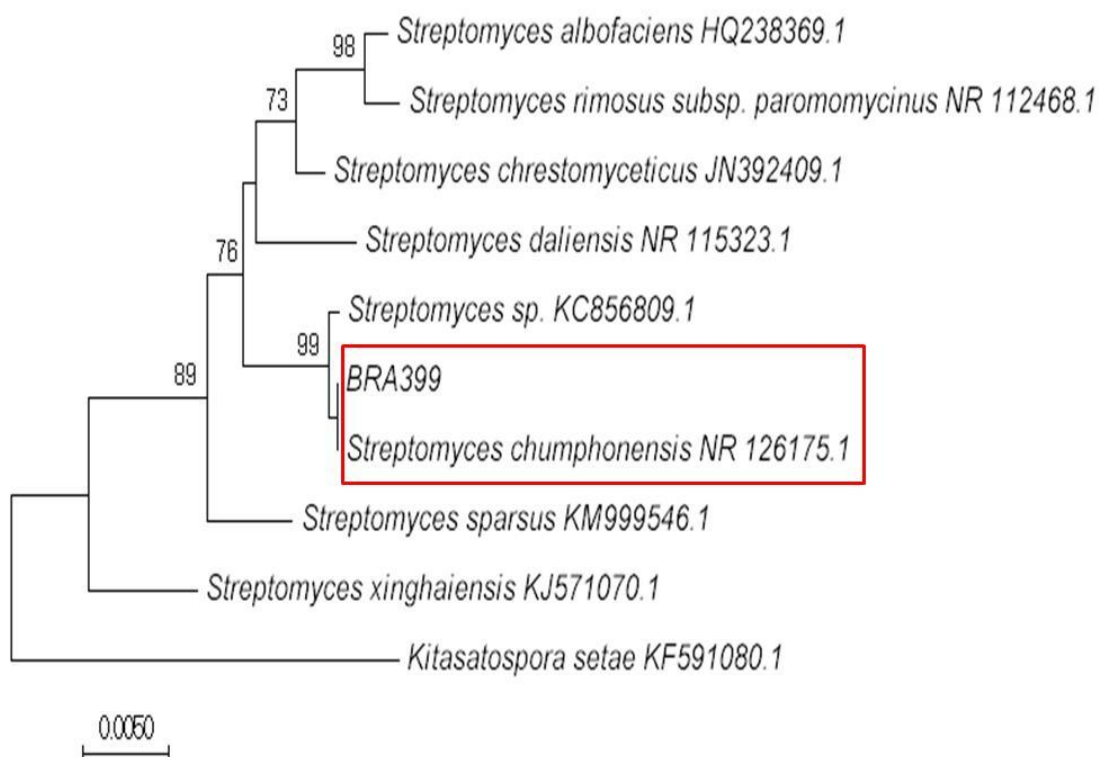 98
Streptomyces albofaciens HQ238369.1
73
Streptomyces rimosus subsp. paromomycinus NR 112468.1
Streptomyces chrestomyceticus JN392409.1
76
Streptomyces daliensis NR 115323.1
Streptomyces sp. KC856809.1
99
BRA399
89
Streptomyces chumphonensis NR 126175.1
Streptomyces sparsus KM999546.1
Streptomyces xinghaiensis KJ571070.1
Kitasatospora setae KF591080.1
0.0050